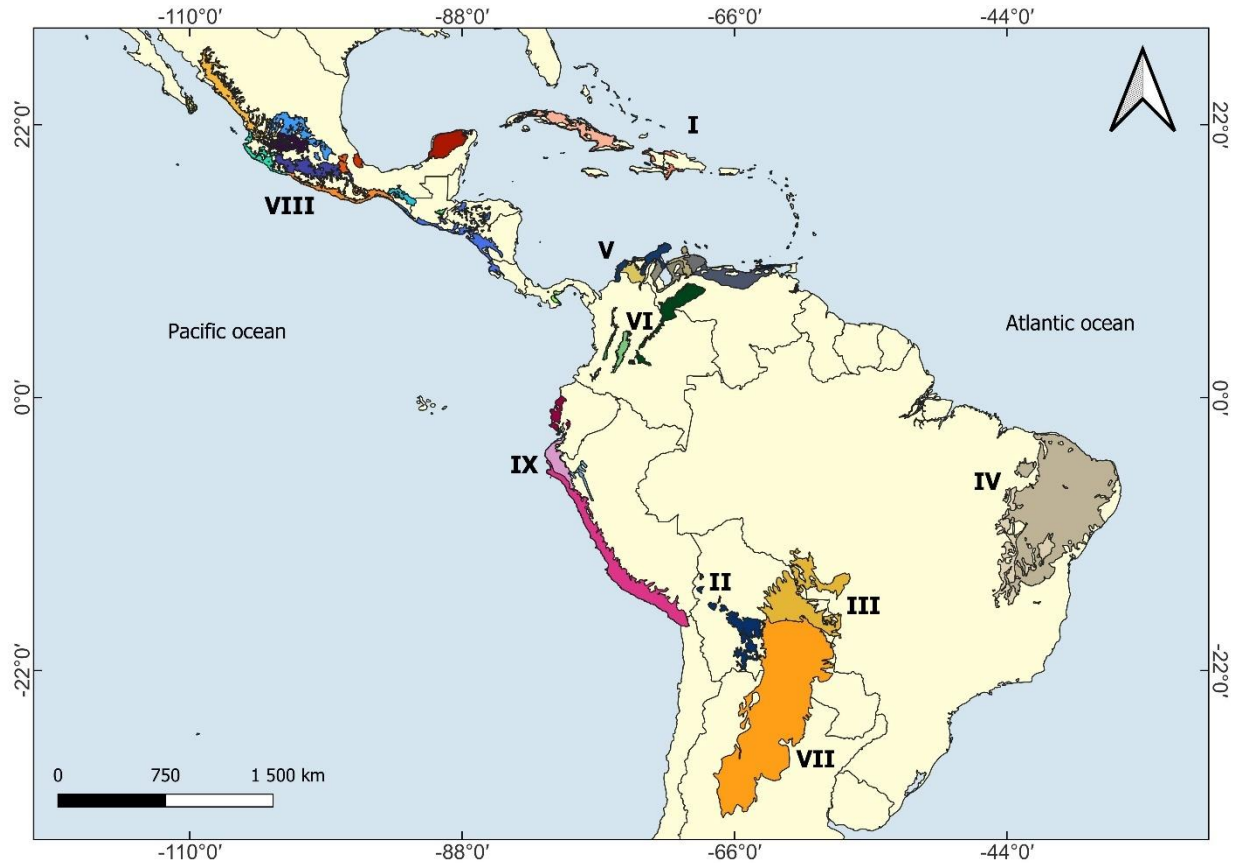 -110°0′ -88°0′ -66°0′ -44°0′
22°0′ I 22°0′
VIII
V
Pacific ocean VI Atlantic ocean
0°0′ 0°0′
IX IV
II III
-22°0′ -22°0′
VII
0 750 1 500 km
-110°0′ -88°0′ -66°0′ -44°0′